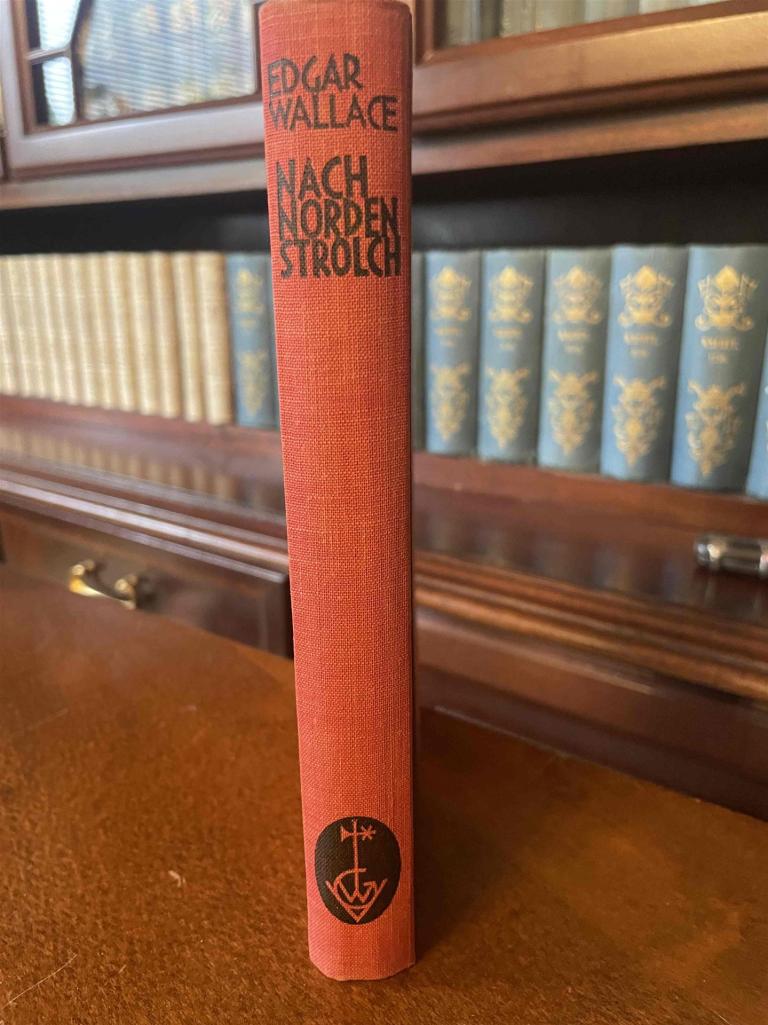 EDGAR
WALLACE
NACH
NORDEN
STROLCH